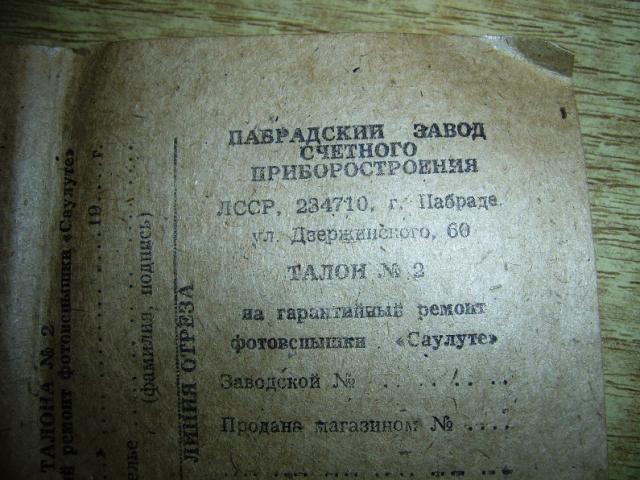 ПАБРАДСКИЙ ЗАВОД
СЧЕТНОГО
ПРИБОРОСТРОЕНИЯ
ЛССР, 234710, г. Пабраде,
ул. Дзержинского, 60
ТАЛОН № 2
на гарантийный ремонт
фотовспышки «Саулуте»
Заводской № . . . . . . . .
Продана магазином № . . . .
ЛИНИЯ ОТРЕЗА
(фамилия, подпись)
19 . . г.
ремонт фотовспышки «Саулуте»
ТАЛОНА № 2